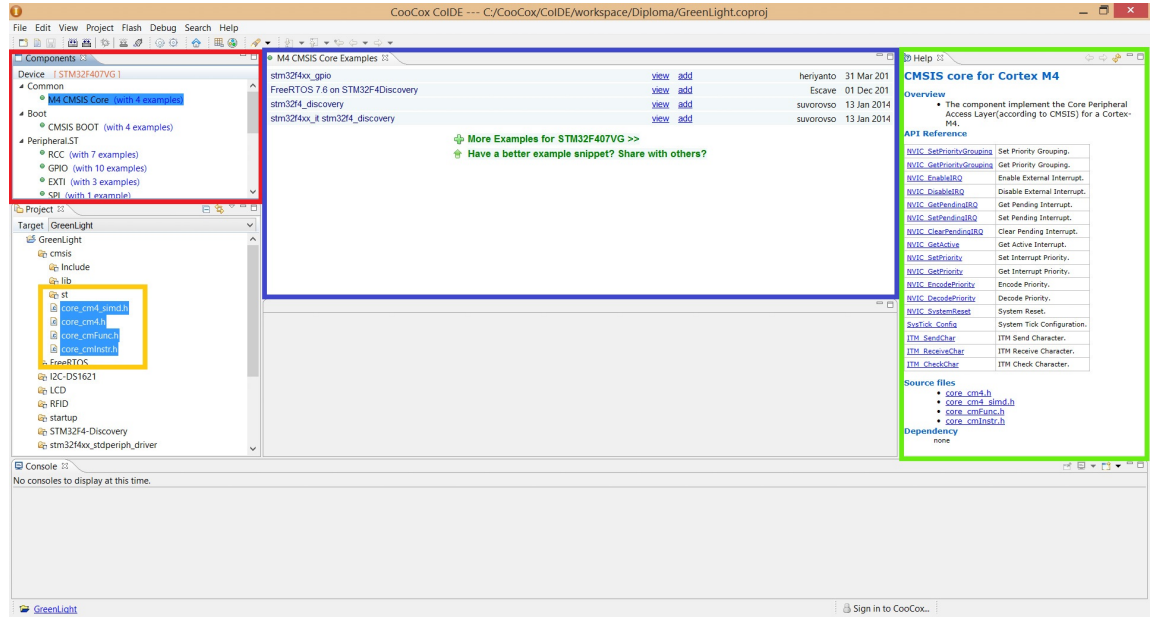 CooCox CoIDE --- C:/CooCox/CoIDE/workspace/Diploma/GreenLight.coproj
File Edit View Project Flash Debug Search Help
Components
Device [ STM32F407VG ]
Common
M4 CMSIS Core (with 4 examples)
Boot
CMSIS BOOT (with 4 examples)
Peripheral.ST
RCC (with 7 examples)
GPIO (with 10 examples)
EXTI (with 3 examples)
SPI (with 1 example)
Project
Target GreenLight
GreenLight
cmsis
Include
lib
st
core_cm4_simd.h
core_cm4.h
core_cmFunc.h
core_cmInstr.h
FreeRTOS
I2C-DS1621
LCD
RFID
startup
STM32F4-Discovery
stm32f4xx_stdperiph_driver
M4 CMSIS Core Examples
stm32f4xx_gpio view add heriyanto 31 Mar 201
FreeRTOS 7.6 on STM32F4Discovery view add Escave 01 Dec 201
stm32f4_discovery view add suvorovso 13 Jan 2014
stm32f4xx_it stm32f4_discovery view add suvorovso 13 Jan 2014
More Examples for STM32F407VG >>
Have a better example snippet? Share with others?
Help
CMSIS core for Cortex M4
Overview
The component implement the Core Peripheral
Access Layer(according to CMSIS) for a Cortex-
M4.
API Reference
NVIC_SetPriorityGrouping Set Priority Grouping.
NVIC_GetPriorityGrouping Get Priority Grouping.
NVIC_EnableIRQ Enable External Interrupt.
NVIC_DisableIRQ Disable External Interrupt.
NVIC_GetPendingIRQ Get Pending Interrupt.
NVIC_SetPendingIRQ Set Pending Interrupt.
NVIC_ClearPendingIRQ Clear Pending Interrupt.
NVIC_GetActive Get Active Interrupt.
NVIC_SetPriority Set Interrupt Priority.
NVIC_GetPriority Get Interrupt Priority.
NVIC_EncodePriority Encode Priority.
NVIC_DecodePriority Decode Priority.
NVIC_SystemReset System Reset.
SysTick_Config System Tick Configuration.
ITM_SendChar ITM Send Character.
ITM_ReceiveChar ITM Receive Character.
ITM_CheckChar ITM Check Character.
Source files
core_cm4.h
core_cm4_simd.h
core_cmFunc.h
core_cmInstr.h
Dependency
none
Console
No consoles to display at this time.
GreenLight
Sign in to CooCox...